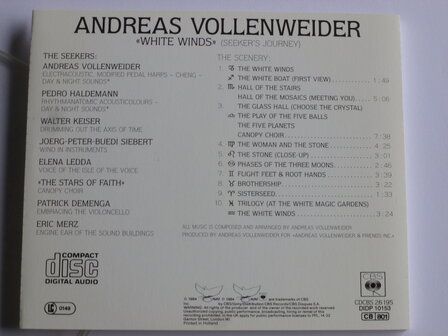 ANDREAS VOLLENWEIDER
«WHITE WINDS» (SEEKER'S JOURNEY)
THE SEEKERS:
ANDREAS VOLLENWEIDER
ELECTROACOUSTIC, MODIFIED PEDAL HARPS – CHENG –
DAY & NIGHT SOUNDS*
PEDRO HALDEMANN
RHYTHMANATOMIC ACOUSTICOLOURS –
DAY & NIGHT SOUNDS*
WALTER KEISER
DRUMMING OUT THE AXIS OF TIME
JOERG-PETER-BUEDI SIEBERT
WIND IN INSTRUMENTS
ELENA LEDDA
VOICE OF THE ISLE OF THE VOICE
«THE STARS OF FAITH»
CANOPY CHOIR
PATRICK DEMENGA
EMBRACING THE VIOLONCELLO
ERIC MERZ
ENGINE EAR OF THE SOUND BUILDINGS
THE SCENERY:
1. ♑ THE WHITE WINDS
♐ THE WHITE BOAT (FIRST VIEW) 1:49
2. HALL OF THE STAIRS
HALL OF THE MOSAICS (MEETING YOU) 5:06
3. THE GLASS HALL (CHOOSE THE CRYSTAL)
THE PLAY OF THE FIVE BALLS
THE FIVE PLANETS
CANOPY CHOIR 7:38
4. THE WOMAN AND THE STONE 4:25
5. THE STONE (CLOSE-UP) 3:01
6. PHASES OF THE THREE MOONS 2:46
7. FLIGHT FEET & ROOT HANDS 3:39
8. BROTHERSHIP 3:22
9. SISTERSEED 1:33
10. TRILOGY (AT THE WHITE MAGIC GARDENS)
THE WHITE WINDS 3:24
ALL MUSIC IS COMPOSED AND ARRANGED BY ANDREAS VOLLENWEIDER
PRODUCED BY ANDREAS VOLLENWEIDER FOR «ANDREAS VOLLENWEIDER & FRIENDS INC.»
COMPACT
disc
DIGITAL AUDIO
0149
CBS
CDCBS 26195
DIDP 10153
CB 801
Printed in Holland